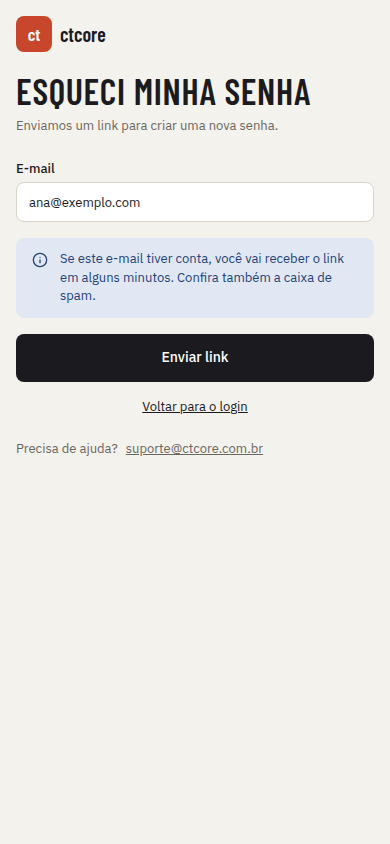 ct ctcore
ESQUECI MINHA SENHA
Enviamos um link para criar uma nova senha.
E-mail
ana@exemplo.com
Se este e-mail tiver conta, você vai receber o link
em alguns minutos. Confira também a caixa de
spam.
Enviar link
Voltar para o login
Precisa de ajuda? suporte@ctcore.com.br